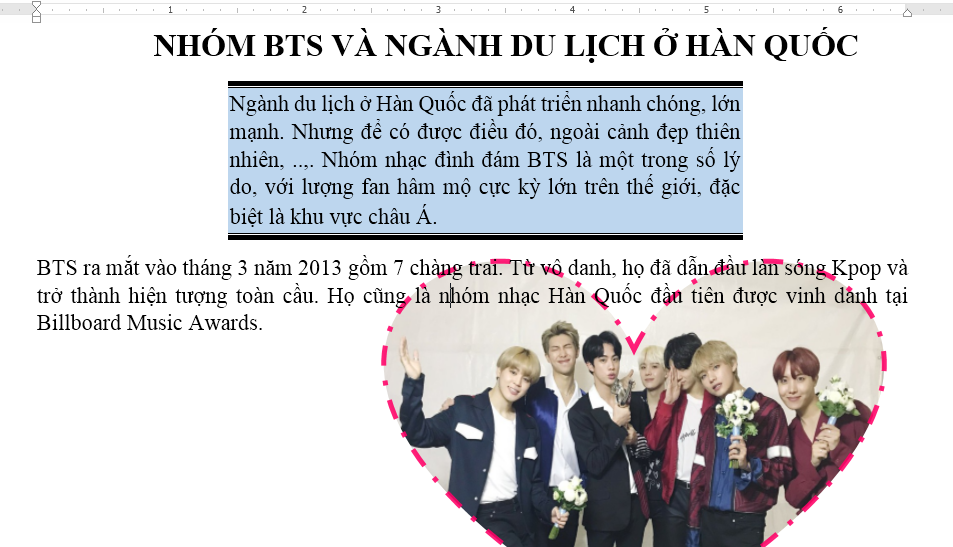 1 2 3 4 5 6
NHÓM BTS VÀ NGÀNH DU LỊCH Ở HÀN QUỐC
Ngành du lịch ở Hàn Quốc đã phát triển nhanh chóng, lớn
mạnh. Nhưng để có được điều đó, ngoài cảnh đẹp thiên
nhiên, ..,. Nhóm nhạc đình đám BTS là một trong số lý
do, với lượng fan hâm mộ cực kỳ lớn trên thế giới, đặc
biệt là khu vực châu Á.
BTS ra mắt vào tháng 3 năm 2013 gồm 7 chàng trai. Từ vô danh, họ đã dẫn đầu làn sóng Kpop và
trở thành hiện tượng toàn cầu. Họ cũng là nhóm nhạc Hàn Quốc đầu tiên được vinh danh tại
Billboard Music Awards.